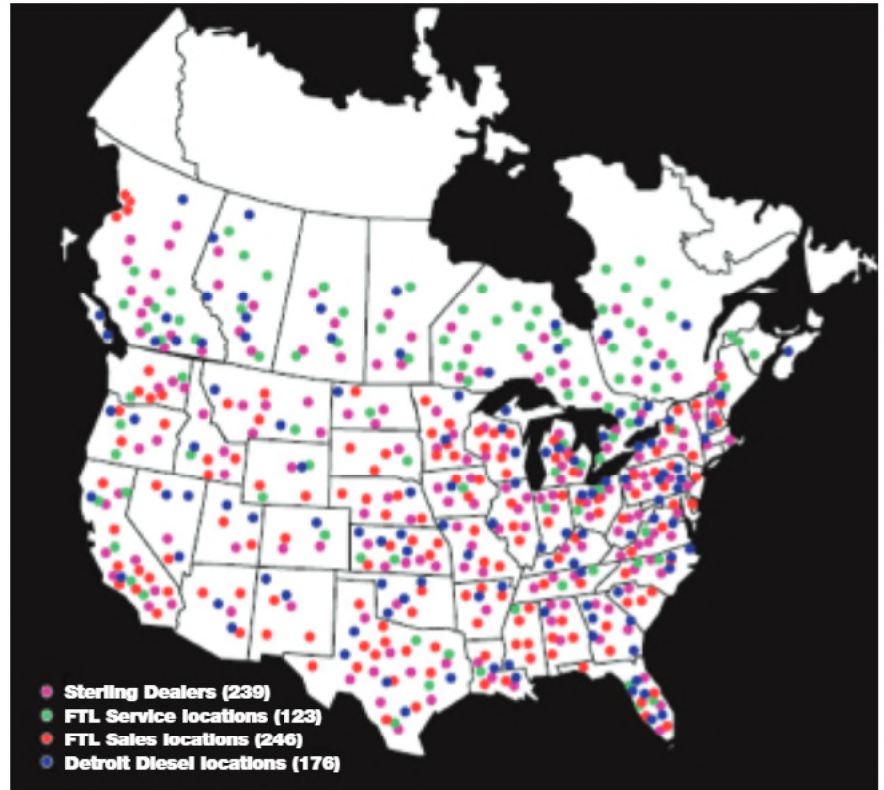 Sterling Dealers (239)
FTL Service locations (123)
FTL Sales locations (246)
Detroit Diesel locations (176)